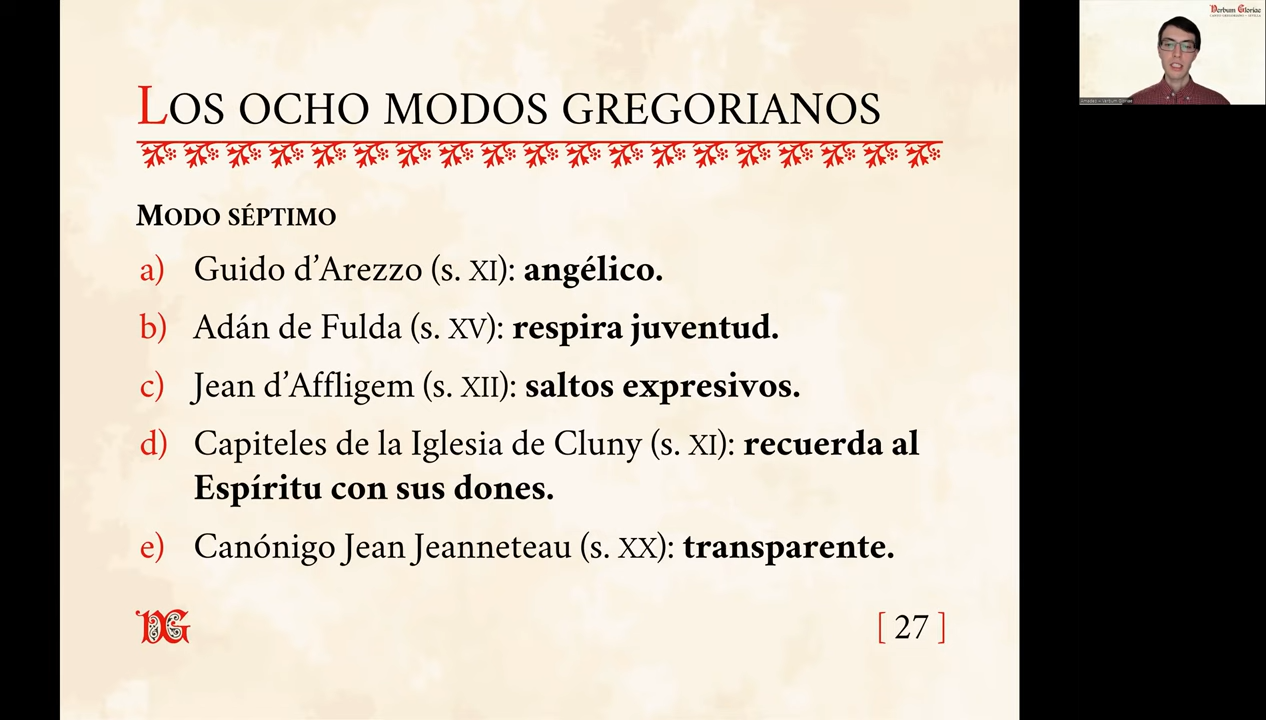 Los ocho modos gregorianos
Modo séptimo
a) Guido d’Arezzo (s. XI): angélico.
b) Adán de Fulda (s. XV): respira juventud.
c) Jean d’Affligem (s. XII): saltos expresivos.
d) Capiteles de la Iglesia de Cluny (s. XI): recuerda al
Espíritu con sus dones.
e) Canónigo Jean Jeanneteau (s. XX): transparente.
VG
[ 27 ]
Verbum Gloriae